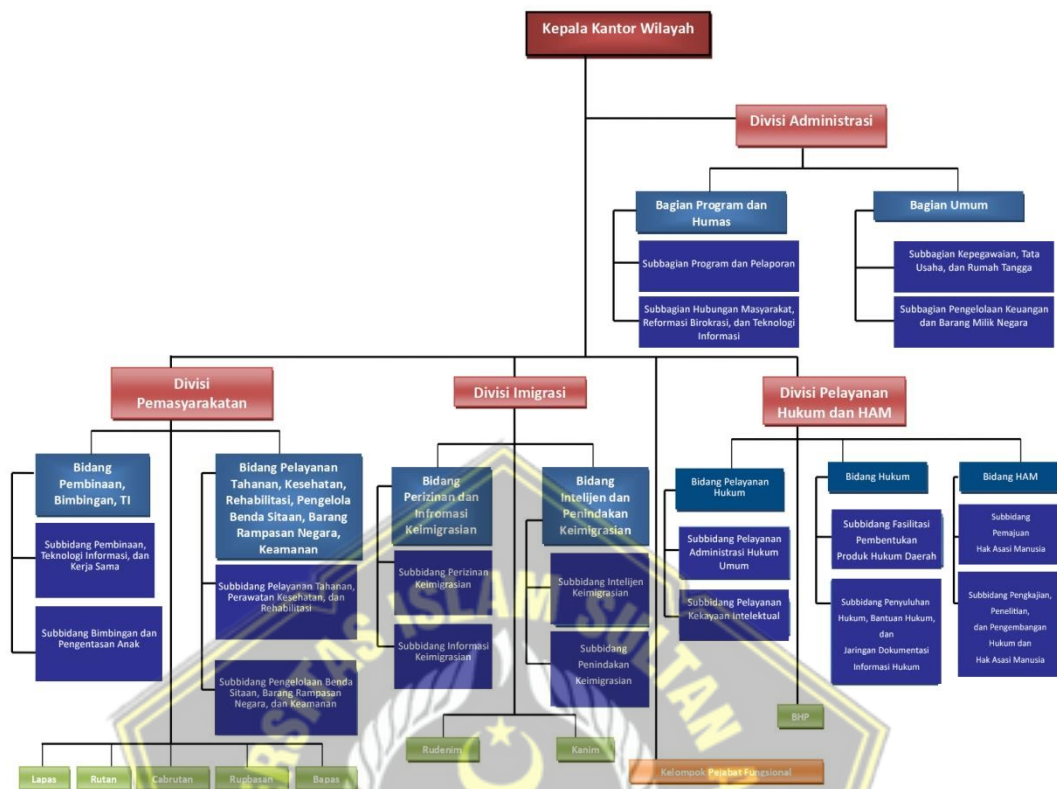 Kepala Kantor Wilayah
Divisi Administrasi
Bagian Program dan
Humas
Bagian Umum
Subbagian Program dan Pelaporan
Subbagian Kepegawaian, Tata
Usaha, dan Rumah Tangga
Subbagian Hubungan Masyarakat,
Reformasi Birokrasi, dan Teknologi
Informasi
Subbagian Pengelolaan Keuangan
dan Barang Milik Negara
Divisi
Pemasyarakatan
Divisi Imigrasi
Divisi Pelayanan
Hukum dan HAM
Bidang
Pembinaan,
Bimbingan, TI
Bidang Pelayanan
Tahanan, Kesehatan,
Rehabilitasi, Pengelola
Benda Sitaan, Barang
Rampasan Negara,
Keamanan
Bidang
Perizinan dan
Infromasi
Keimigrasian
Bidang
Intelijen dan
Penindakan
Keimigrasian
Bidang Pelayanan
Hukum
Bidang Hukum
Bidang HAM
Subbidang Pembinaan,
Teknologi Informasi, dan
Kerja Sama
Subbidang Pelayanan Tahanan,
Perawatan Kesehatan, dan
Rehabilitasi
Subbidang Perizinan
Keimigrasian
Subbidang Intelijen
Keimigrasian
Subbidang Pelayanan
Administrasi Hukum
Umum
Subbidang Fasilitasi
Pembentukan
Produk Hukum Daerah
Subbidang
Pemajuan
Hak Asasi Manusia
Subbidang Bimbingan dan
Pengentasan Anak
Subbidang Pengelolaan Benda
Sitaan, Barang Rampasan
Negara, dan Keamanan
Subbidang Informasi
Keimigrasian
Subbidang
Penindakan
Keimigrasian
Subbidang Pelayanan
Kekayaan Intelektual
Subbidang Penyuluhan
Hukum, Bantuan Hukum,
dan
Jaringan Dokumentasi
Informasi Hukum
Subbidang Pengkajian,
Penelitian,
dan Pengembangan
Hukum dan
Hak Asasi Manusia
BHP
Rudenim
Kanim
Kelompok Pejabat Fungsional
Lapas
Rutan
Cabrutan
Rupbasan
Bapas
ISLAM SULTAN